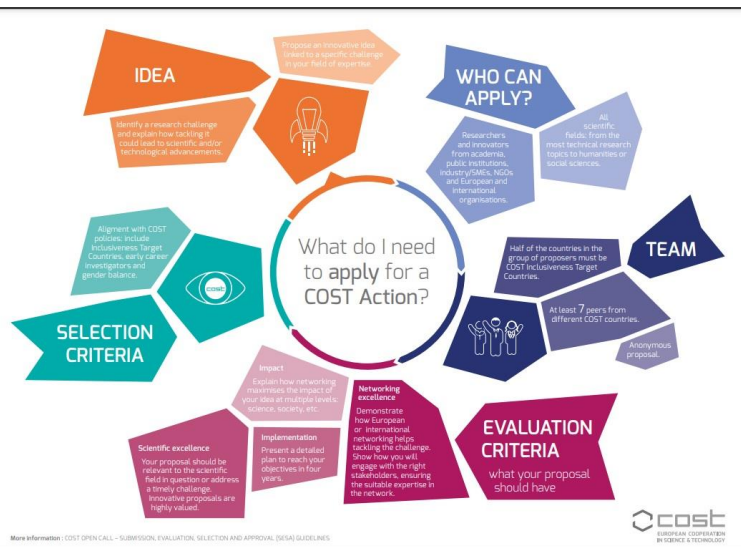 IDEA
Propose an innovative idea
linked to a specific challenge
in your field of expertise.
Identify a research challenge
and explain how tackling it
could lead to scientific and/or
technological advancements.
WHO CAN
APPLY?
Researchers
and innovators
from academia,
public institutions,
industry/SMEs, NGOs
and European and
international
organisations.
All
scientific
fields: from the
most technical research
topics to humanities or
social sciences.
What do I need
to apply for a
COST Action?
TEAM
Half of the countries in the
group of proposers must be
COST Inclusiveness Target
Countries.
At least 7 peers from
different COST countries.
Anonymous
proposal.
EVALUATION
CRITERIA
what your proposal
should have
Networking
excellence
Demonstrate
how European
or international
networking helps
tackling the challenge.
Show how you will
engage with the right
stakeholders, ensuring
the suitable expertise in
the network.
Impact
Explain how networking
maximises the impact of
your idea at multiple levels:
science, society, etc.
Implementation
Present a detailed
plan to reach your
objectives in four
years.
Scientific excellence
Your proposal should be
relevant to the scientific
field in question or address
a timely challenge.
Innovative proposals are
highly valued.
SELECTION
CRITERIA
Aligment with COST
policies: include
Inclusiveness Target
Countries, early career
investigators and
gender balance.
cost
More information : COST OPEN CALL – SUBMISSION, EVALUATION, SELECTION AND APPROVAL (SESA) GUIDELINES
cost
EUROPEAN COOPERATION
IN SCIENCE & TECHNOLOGY